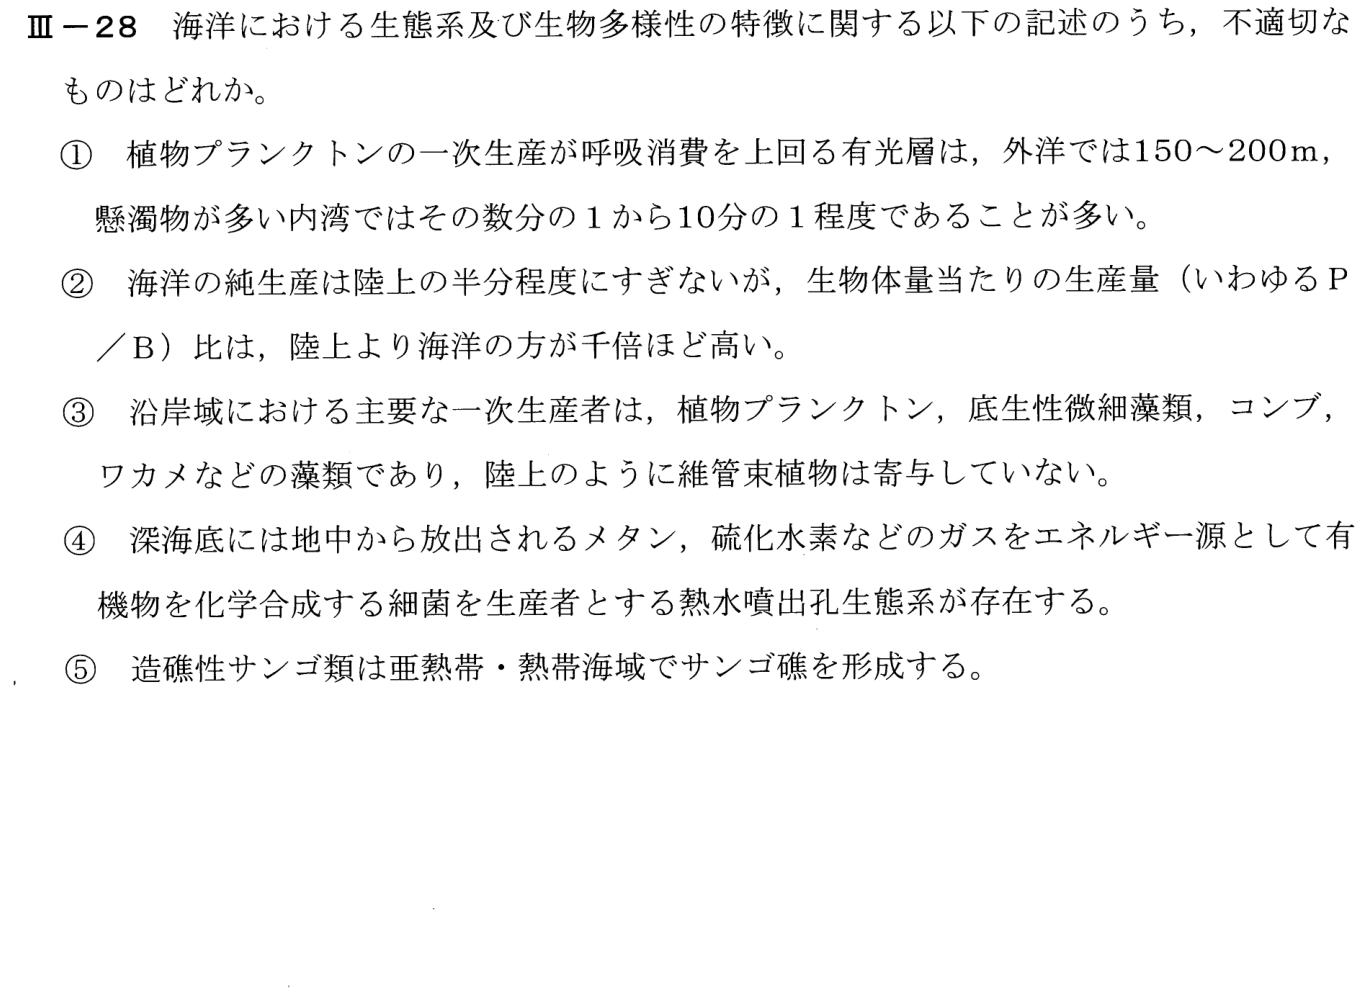 Ⅲ－28　海洋における生態系及び生物多様性の特徴に関する以下の記述のうち，不適切な
ものはどれか。
①　植物プランクトンの一次生産が呼吸消費を上回る有光層は，外洋では150～200m，
懸濁物が多い内湾ではその数分の１から10分の１程度であることが多い。
②　海洋の純生産は陸上の半分程度にすぎないが，生物体量当たりの生産量（いわゆるＰ
／Ｂ）比は，陸上より海洋の方が千倍ほど高い。
③　沿岸域における主要な一次生産者は，植物プランクトン，底生性微細藻類，コンブ，
ワカメなどの藻類であり，陸上のように維管束植物は寄与していない。
④　深海底には地中から放出されるメタン，硫化水素などのガスをエネルギー源として有
機物を化学合成する細菌を生産者とする熱水噴出孔生態系が存在する。
⑤　造礁性サンゴ類は亜熱帯・熱帯海域でサンゴ礁を形成する。